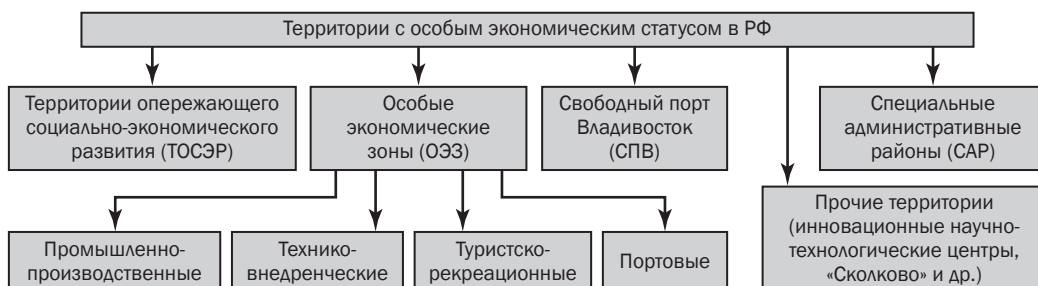 Территории с особым экономическим статусом в РФ
Территории опережающего
социально-экономического
развития (ТОСЭР)
Особые
экономические
зоны (ОЭЗ)
Свободный порт
Владивосток
(СПВ)
Специальные
административные
районы (САР)
Промышленно-
производственные
Технико-
внедренческие
Туристско-
рекреационные
Портовые
Прочие территории
(инновационные научно-
технологические центры,
«Сколково» и др.)